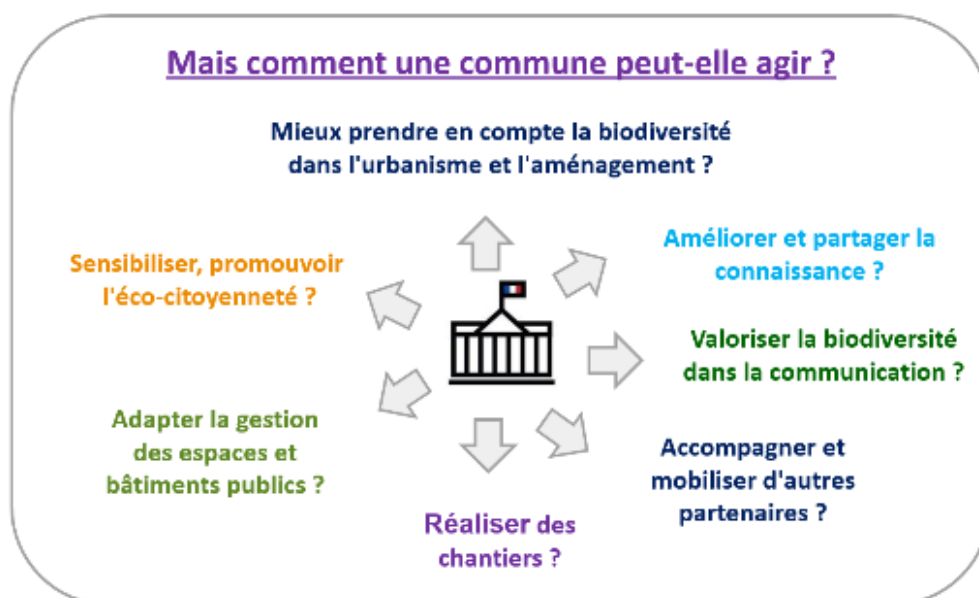 Mais comment une commune peut-elle agir ?
Mieux prendre en compte la biodiversité
dans l'urbanisme et l'aménagement ?
Améliorer et partager la
connaissance ?
Sensibiliser, promouvoir
l'éco-citoyenneté ?
Valoriser la biodiversité
dans la communication ?
Adapter la gestion
des espaces et
bâtiments publics ?
Accompagner et
mobiliser d'autres
partenaires ?
Réaliser des
chantiers ?